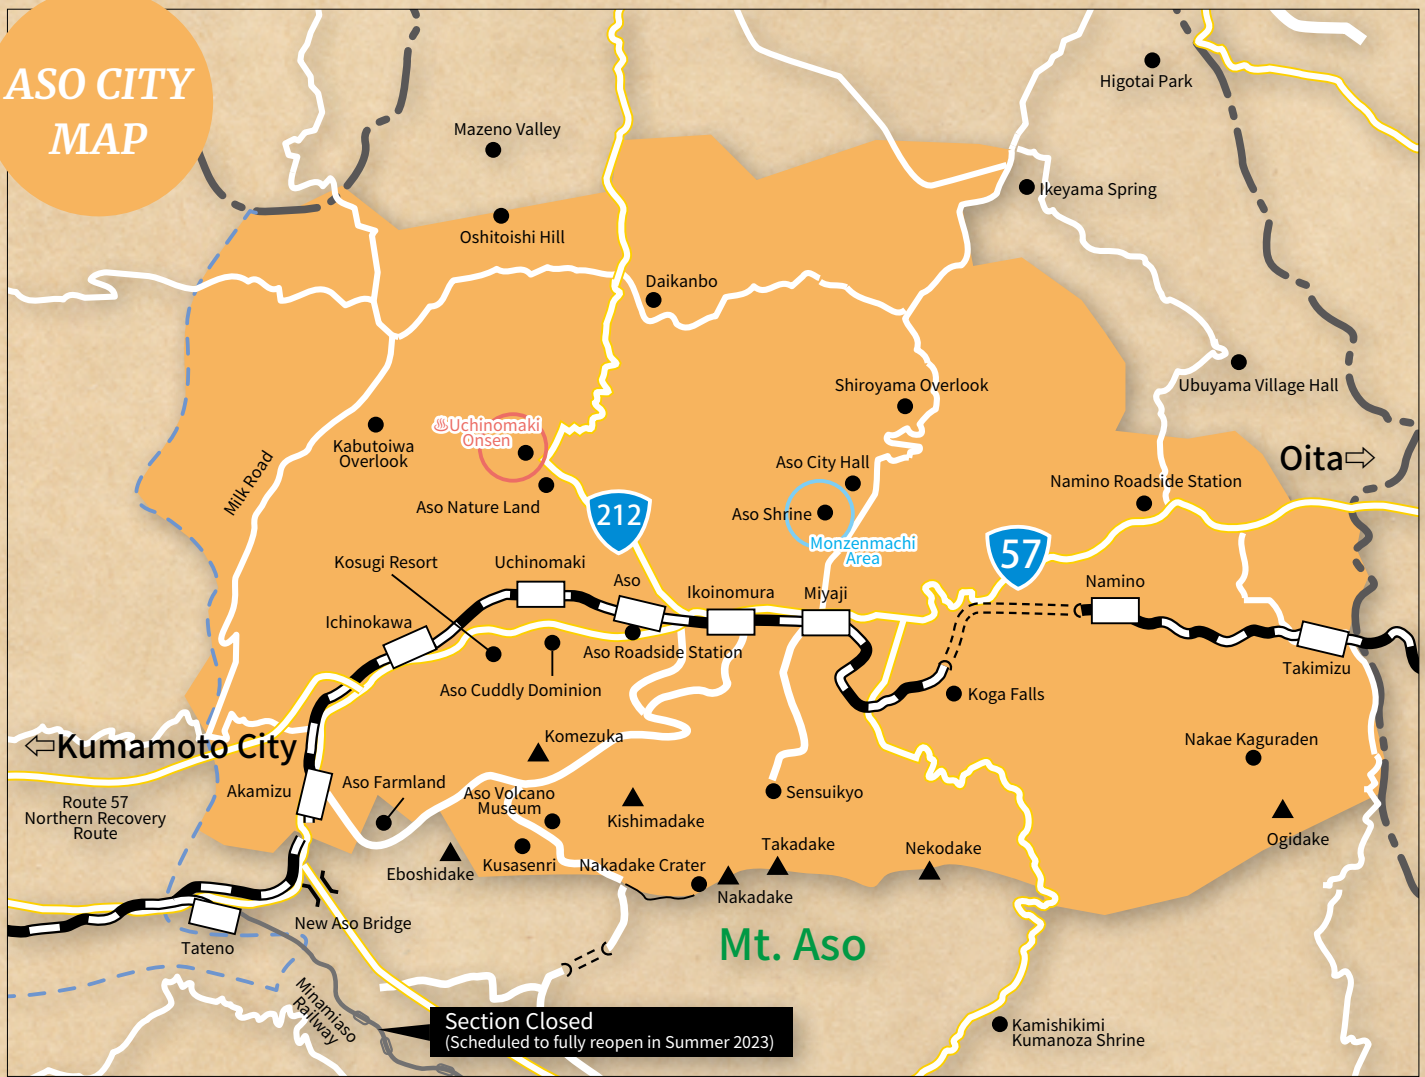 ASO CITY
MAP
Higotai Park
Mazeno Valley
Ikeyama Spring
Oshitoishi Hill
Daikanbo
Ubuyama Village Hall
Shiroyama Overlook
Uchinomaki
Onsen
Kabutoiwa
Overlook
Oita
Milk Road
Aso City Hall
Namino Roadside Station
Aso Nature Land
212
Aso Shrine
Monzenmachi
Area
57
Kosugi Resort
Uchinomaki
Aso
Ikoinomura
Miyaji
Namino
Ichinokawa
Aso Roadside Station
Takimizu
Aso Cuddly Dominion
Koga Falls
Komezuka
Nakae Kaguraden
Kumamoto City
Akamizu
Aso Farmland
Aso Volcano
Museum
Sensuikyo
Route 57
Northern Recovery
Route
Kishimadake
Ogidake
Takadake
Nekodake
Eboshidake
Kusasenri
Nakadake Crater
Nakadake
New Aso Bridge
Tateno
Mt. Aso
Minamiaso
Railway
Section Closed
(Scheduled to fully reopen in Summer 2023)
Kamishikimi
Kumanoza Shrine